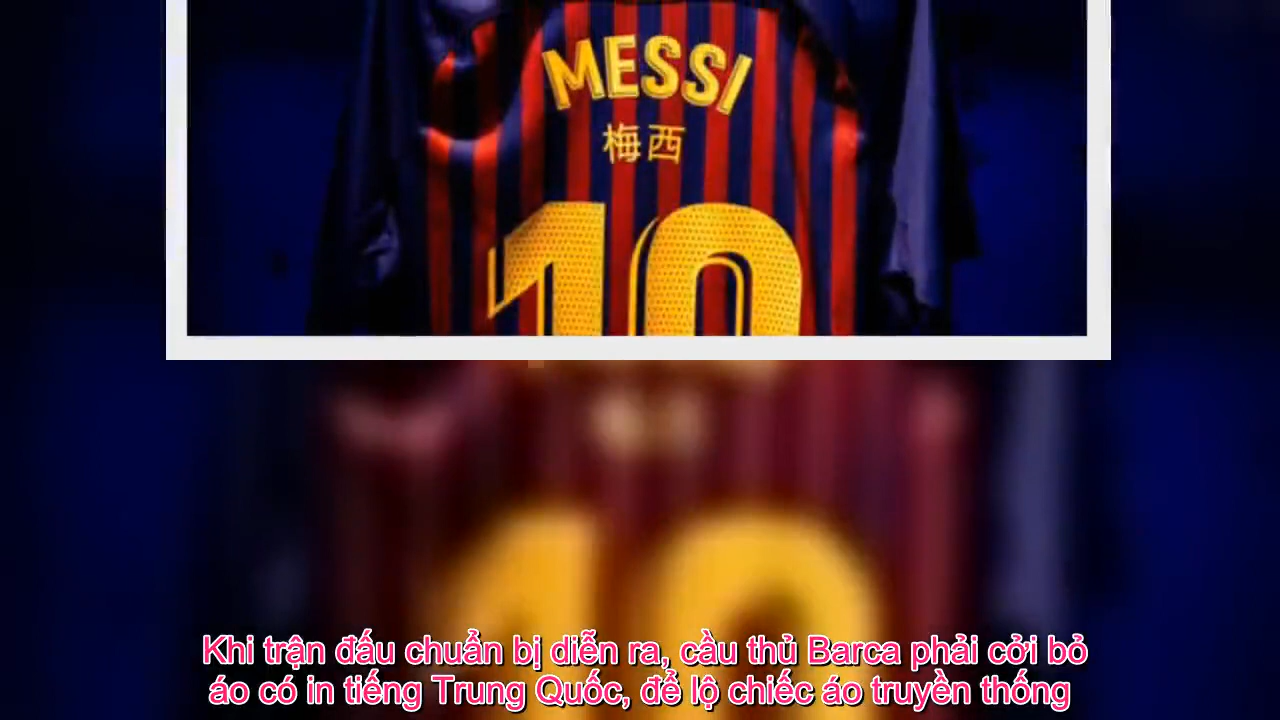 MESSI
梅西
10
Khi trận đấu chuẩn bị diễn ra, cầu thủ Barca phải cởi bỏ
áo có in tiếng Trung Quốc, để lộ chiếc áo truyền thống